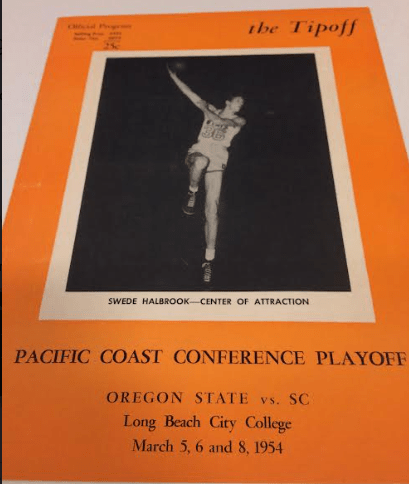 Official Program
the Tipoff
25c
SWEDE HALBROOK—CENTER OF ATTRACTION
PACIFIC COAST CONFERENCE PLAYOFF
OREGON STATE vs. SC
Long Beach City College
March 5, 6 and 8, 1954